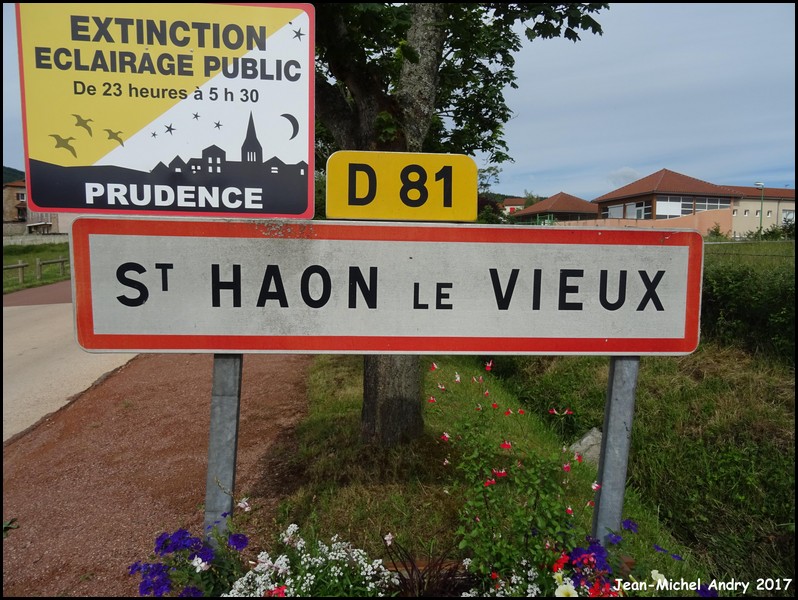 EXTINCTION
ECLAIRAGE PUBLIC
De 23 heures à 5 h 30
PRUDENCE
D 81
ST HAON LE VIEUX
Jean-Michel Andry 2017